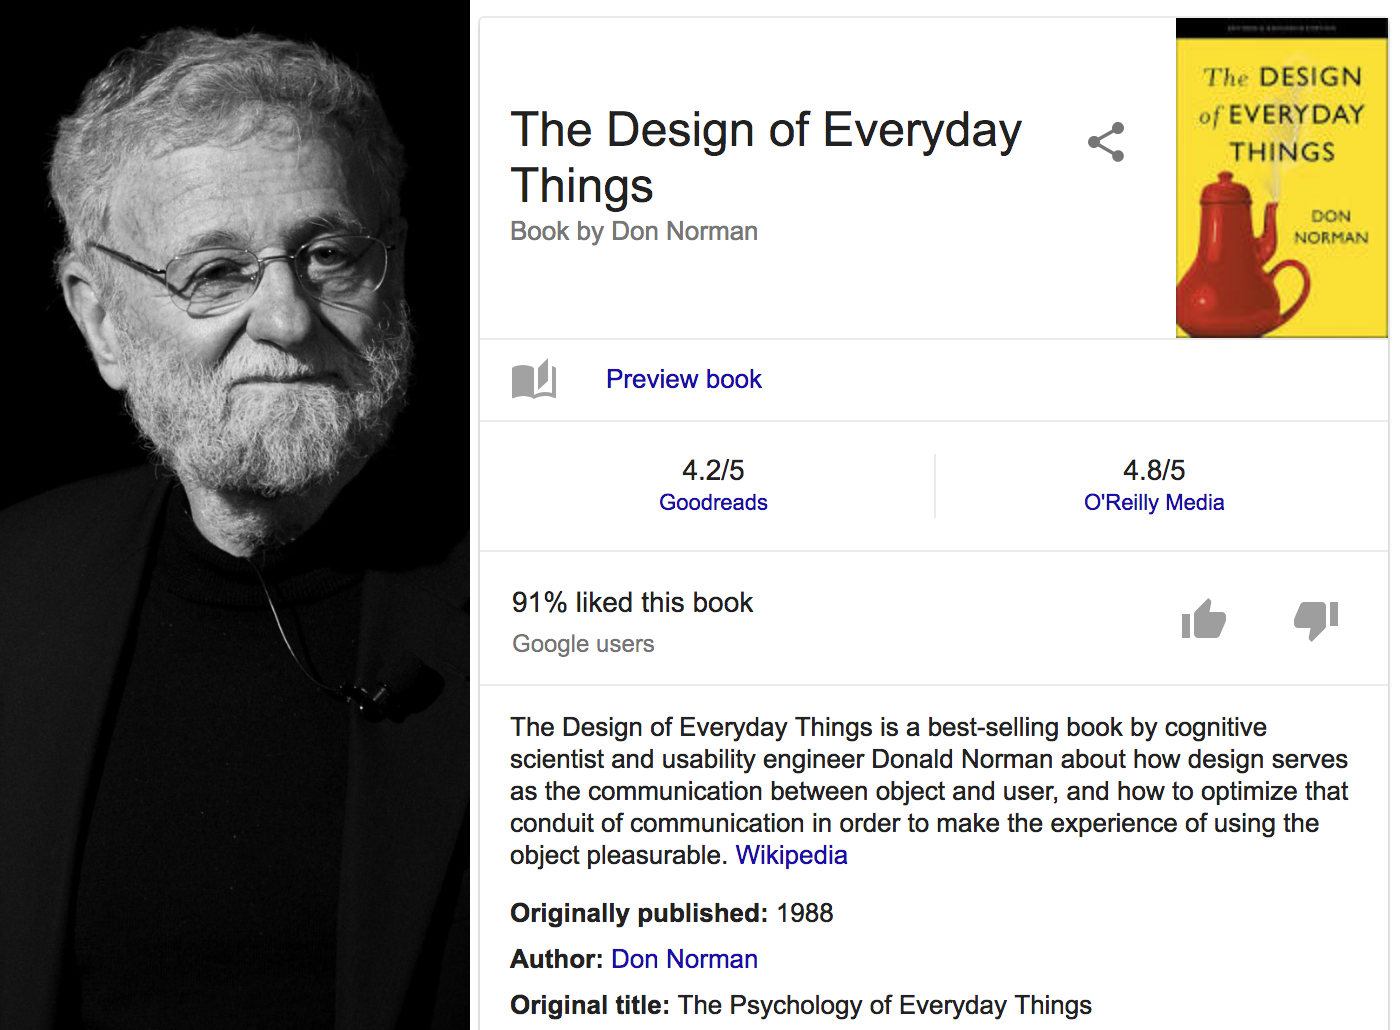 The Design of Everyday
Things
Book by Don Norman
The DESIGN
of EVERYDAY
THINGS
DON
NORMAN
Preview book
4.2/5
Goodreads
4.8/5
O'Reilly Media
91% liked this book
Google users
The Design of Everyday Things is a best-selling book by cognitive
scientist and usability engineer Donald Norman about how design serves
as the communication between object and user, and how to optimize that
conduit of communication in order to make the experience of using the
object pleasurable. Wikipedia
Originally published: 1988
Author: Don Norman
Original title: The Psychology of Everyday Things